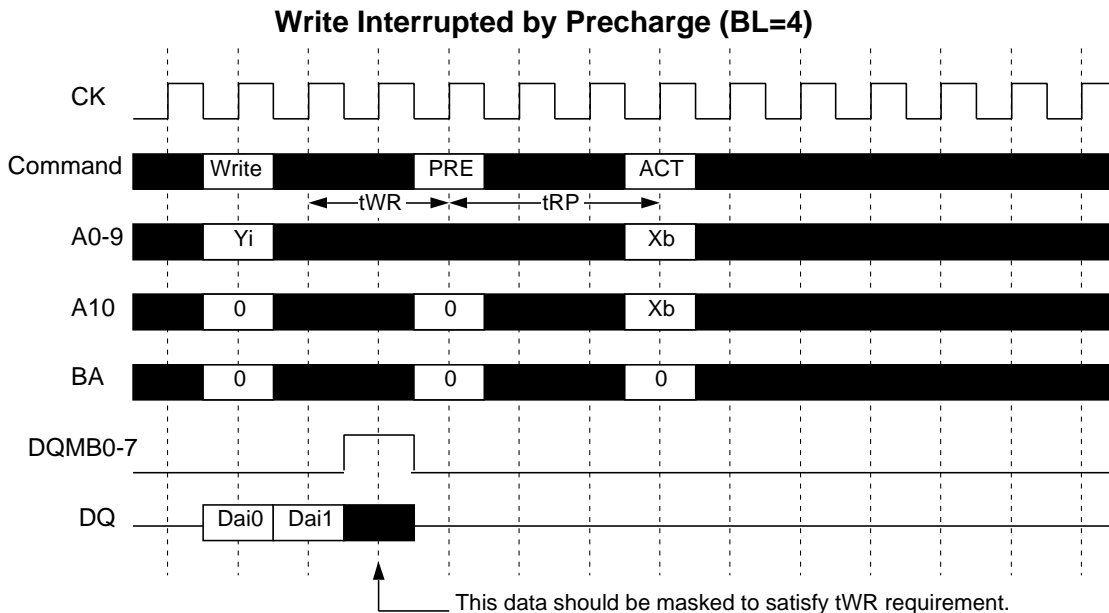 Write Interrupted by Precharge (BL=4)
CK
Command Write PRE ACT
tWR tRP
A0-9 Yi Xb
A10 0 0 Xb
BA 0 0 0
DQMB0-7
DQ Dai0 Dai1
This data should be masked to satisfy tWR requirement.